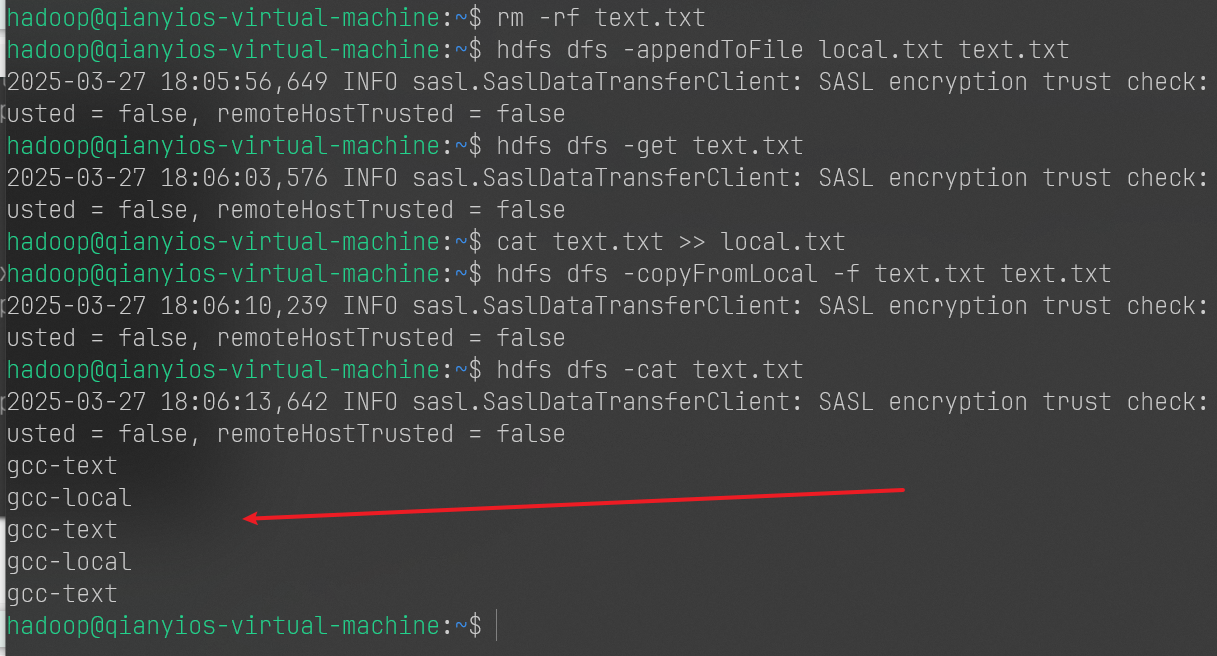 hadoop@qianyios-virtual-machine:~$ rm -rf text.txt
hadoop@qianyios-virtual-machine:~$ hdfs dfs -appendToFile local.txt text.txt
2025-03-27 18:05:56,649 INFO sasl.SaslDataTransferClient: SASL encryption trust check:
usted = false, remoteHostTrusted = false
hadoop@qianyios-virtual-machine:~$ hdfs dfs -get text.txt
2025-03-27 18:06:03,576 INFO sasl.SaslDataTransferClient: SASL encryption trust check:
usted = false, remoteHostTrusted = false
hadoop@qianyios-virtual-machine:~$ cat text.txt >> local.txt
hadoop@qianyios-virtual-machine:~$ hdfs dfs -copyFromLocal -f text.txt text.txt
2025-03-27 18:06:10,239 INFO sasl.SaslDataTransferClient: SASL encryption trust check:
usted = false, remoteHostTrusted = false
hadoop@qianyios-virtual-machine:~$ hdfs dfs -cat text.txt
2025-03-27 18:06:13,642 INFO sasl.SaslDataTransferClient: SASL encryption trust check:
usted = false, remoteHostTrusted = false
gcc-text
gcc-local
gcc-text
gcc-local
gcc-text
hadoop@qianyios-virtual-machine:~$